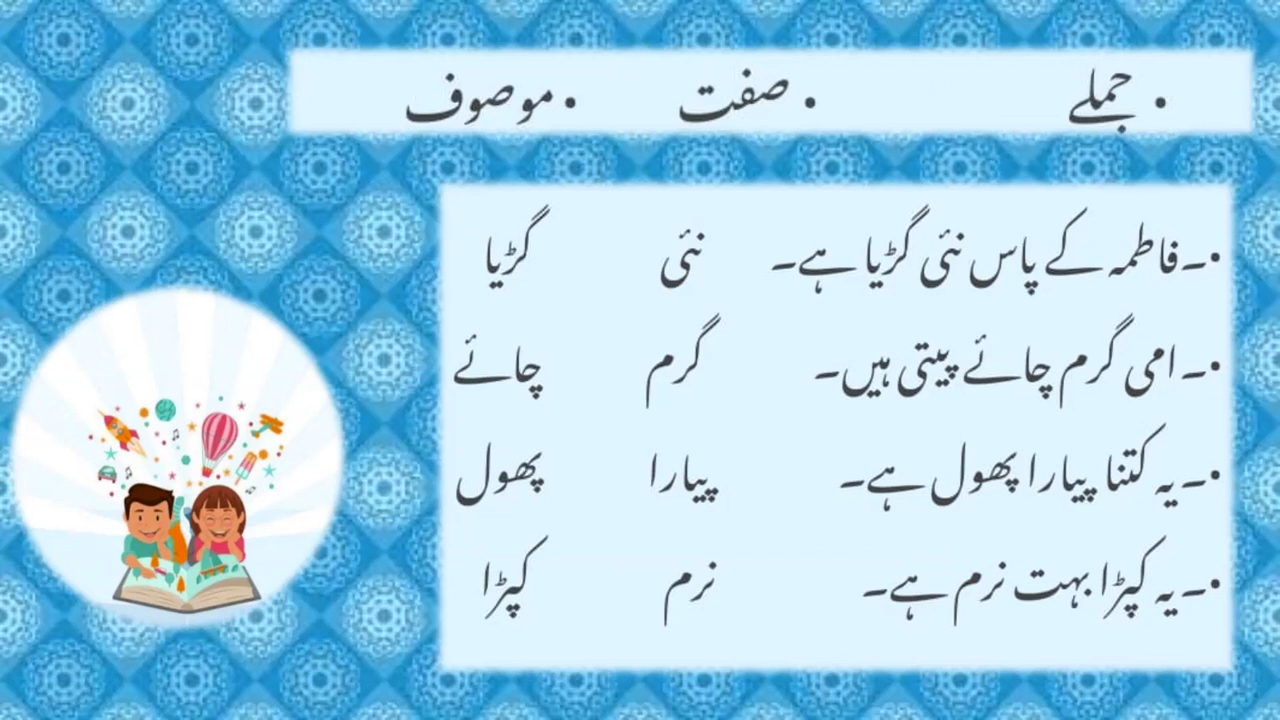 • جملے • صفت • موصوف
•۔فاطمہ کے پاس نئی گڑیا ہے۔ نئی گڑیا
•۔امی گرم چائے پیتی ہیں۔ گرم چائے
•۔یہ کتنا پیارا پھول ہے۔ پیارا پھول
•۔یہ کپڑا بہت نرم ہے۔ نرم کپڑا